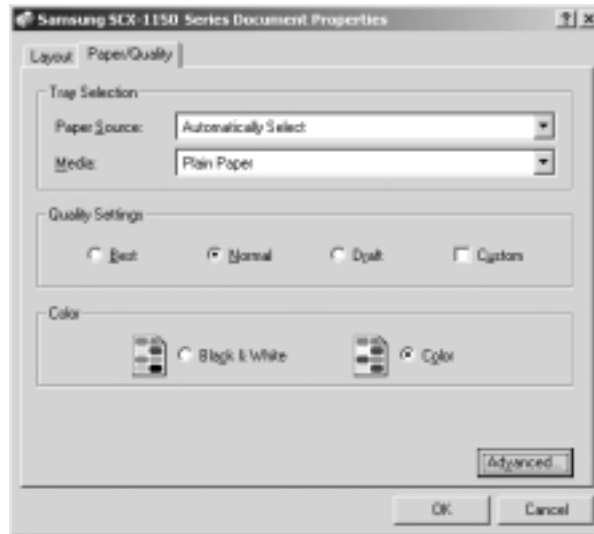 Samsung SCX-1150 Series Document Properties
Layout Paper/Quality
Tray Selection
Paper Source: Automatically Select
Media: Plain Paper
Quality Settings
Best Normal Draft Custom
Color
Black & White Color
Advanced...
OK Cancel